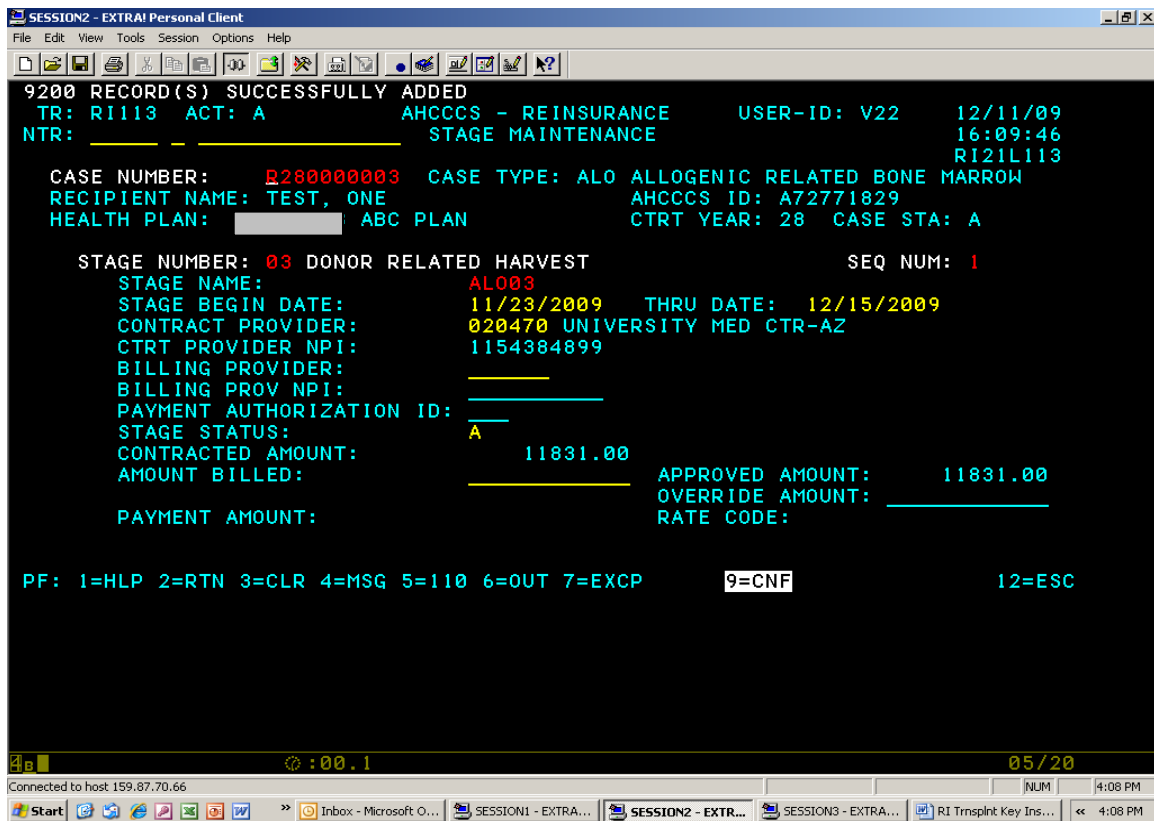 SESSION2 - EXTRA! Personal Client
File Edit View Tools Session Options Help
9200 RECORD(S) SUCCESSFULLY ADDED
TR: RI113 ACT: A AHCCCS - REINSURANCE USER-ID: V22 12/11/09
NTR: STAGE MAINTENANCE 16:09:46
RI21L113
CASE NUMBER: R280000003 CASE TYPE: ALO ALLOGENIC RELATED BONE MARROW
RECIPIENT NAME: TEST, ONE AHCCCS ID: A72771829
HEALTH PLAN: ABC PLAN CTRT YEAR: 28 CASE STA: A
STAGE NUMBER: 03 DONOR RELATED HARVEST SEQ NUM: 1
STAGE NAME: ALO03
STAGE BEGIN DATE: 11/23/2009 THRU DATE: 12/15/2009
CONTRACT PROVIDER: 020470 UNIVERSITY MED CTR-AZ
CTRT PROVIDER NPI: 1154384899
BILLING PROVIDER:
BILLING PROV NPI:
PAYMENT AUTHORIZATION ID:
STAGE STATUS: A
CONTRACTED AMOUNT: 11831.00
AMOUNT BILLED: APPROVED AMOUNT: 11831.00
OVERRIDE AMOUNT:
PAYMENT AMOUNT: RATE CODE:
PF: 1=HLP 2=RTN 3=CLR 4=MSG 5=110 6=OUT 7=EXCP 9=CNF 12=ESC
4B :00.1 05/20
Connected to host 159.87.70.66 NUM 4:08 PM
Start » Inbox - Microsoft O... SESSION1 - EXTRA... SESSION2 - EXTR... SESSION3 - EXTRA... RI Trnsplnt Key Ins... « 4:08 PM